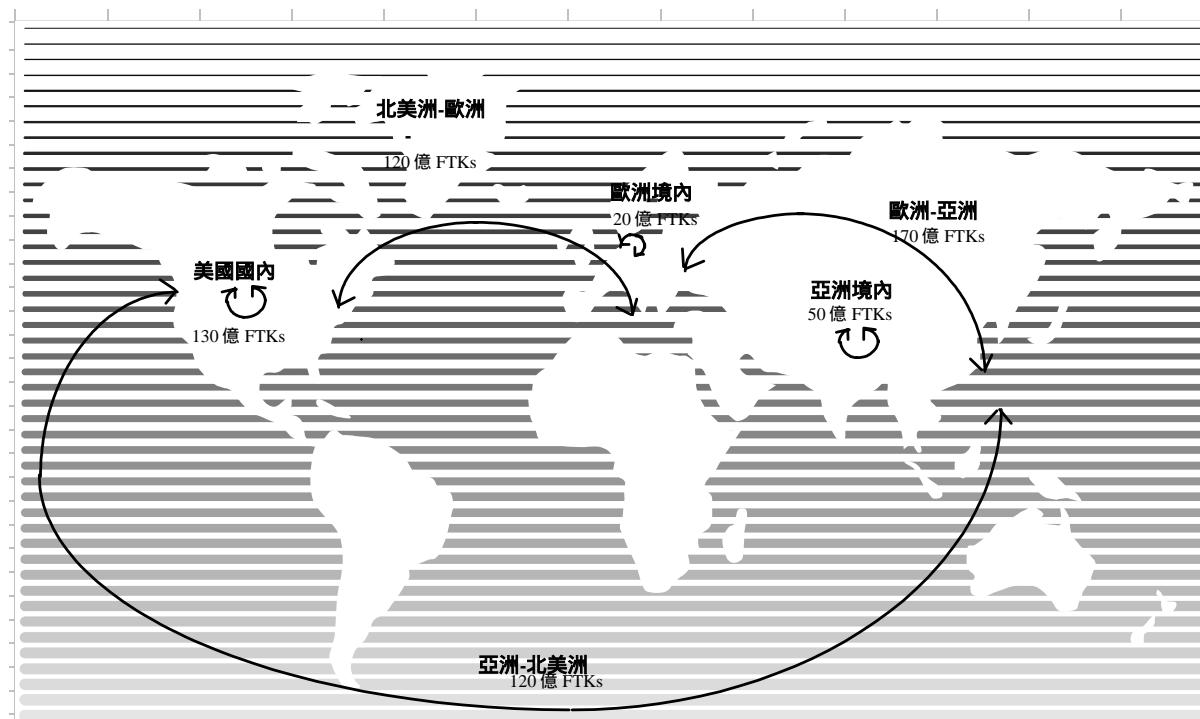 北美洲-歐洲
120 億 FTKs
歐洲境內
20 億 FTKs
歐洲-亞洲
170 億 FTKs
美國國內
130 億 FTKs
亞洲境內
50 億 FTKs
亞洲-北美洲
120 億 FTKs